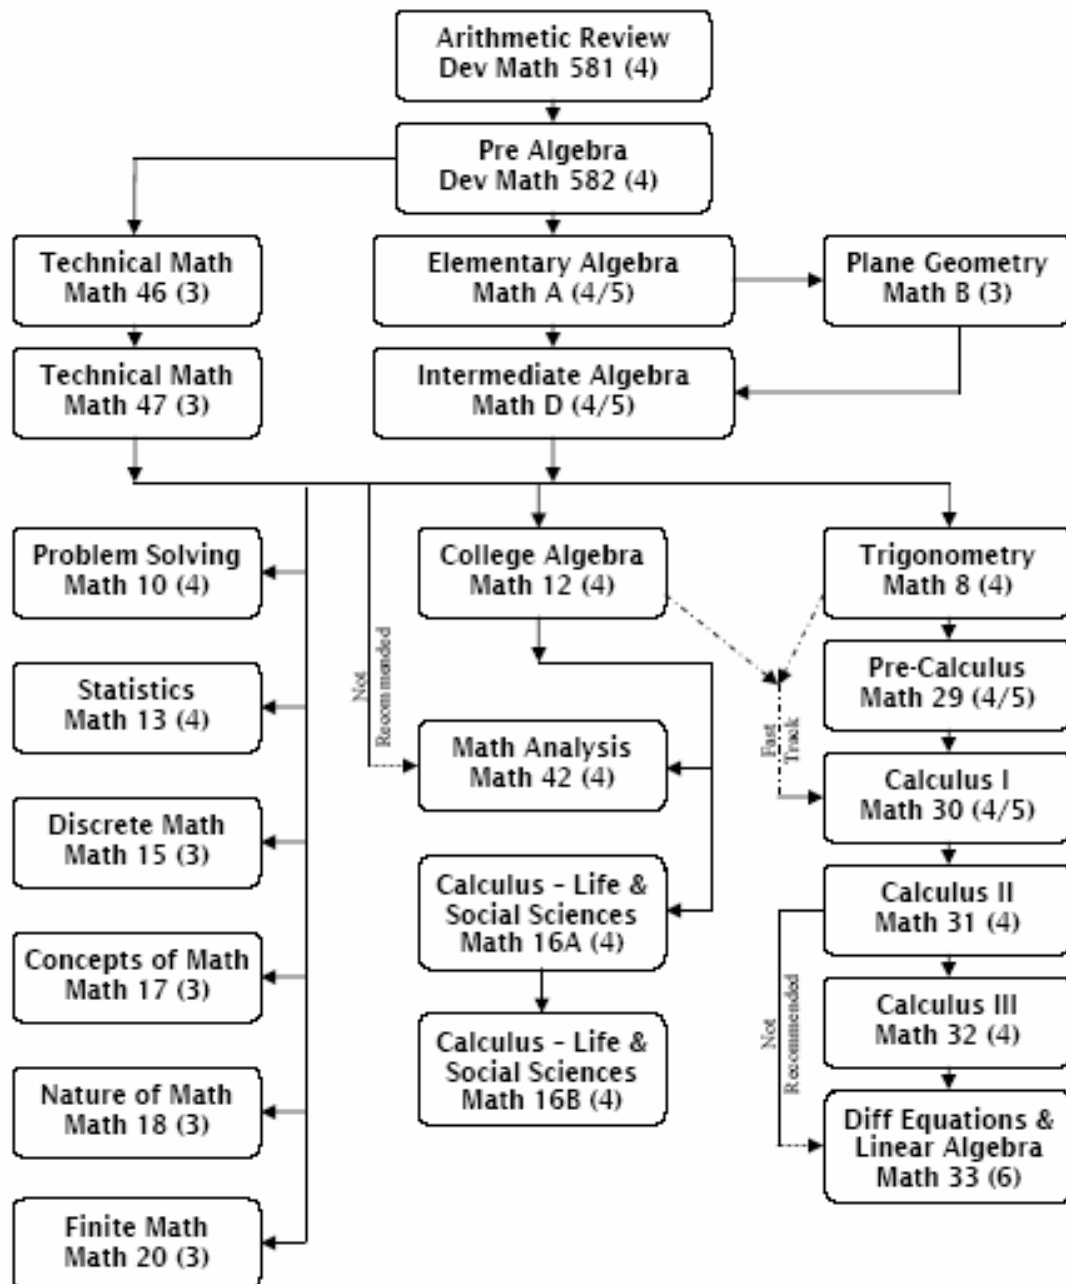 Arithmetic Review
Dev Math 581 (4)
Pre Algebra
Dev Math 582 (4)
Technical Math
Math 46 (3)
Elementary Algebra
Math A (4/5)
Plane Geometry
Math B (3)
Technical Math
Math 47 (3)
Intermediate Algebra
Math D (4/5)
Problem Solving
Math 10 (4)
College Algebra
Math 12 (4)
Trigonometry
Math 8 (4)
Not
Recommended
Statistics
Math 13 (4)
Pre-Calculus
Math 29 (4/5)
Fast
Track
Math Analysis
Math 42 (4)
Calculus I
Math 30 (4/5)
Discrete Math
Math 15 (3)
Calculus - Life &
Social Sciences
Math 16A (4)
Calculus II
Math 31 (4)
Concepts of Math
Math 17 (3)
Not
Recommended
Calculus III
Math 32 (4)
Calculus - Life &
Social Sciences
Math 16B (4)
Nature of Math
Math 18 (3)
Diff Equations &
Linear Algebra
Math 33 (6)
Finite Math
Math 20 (3)